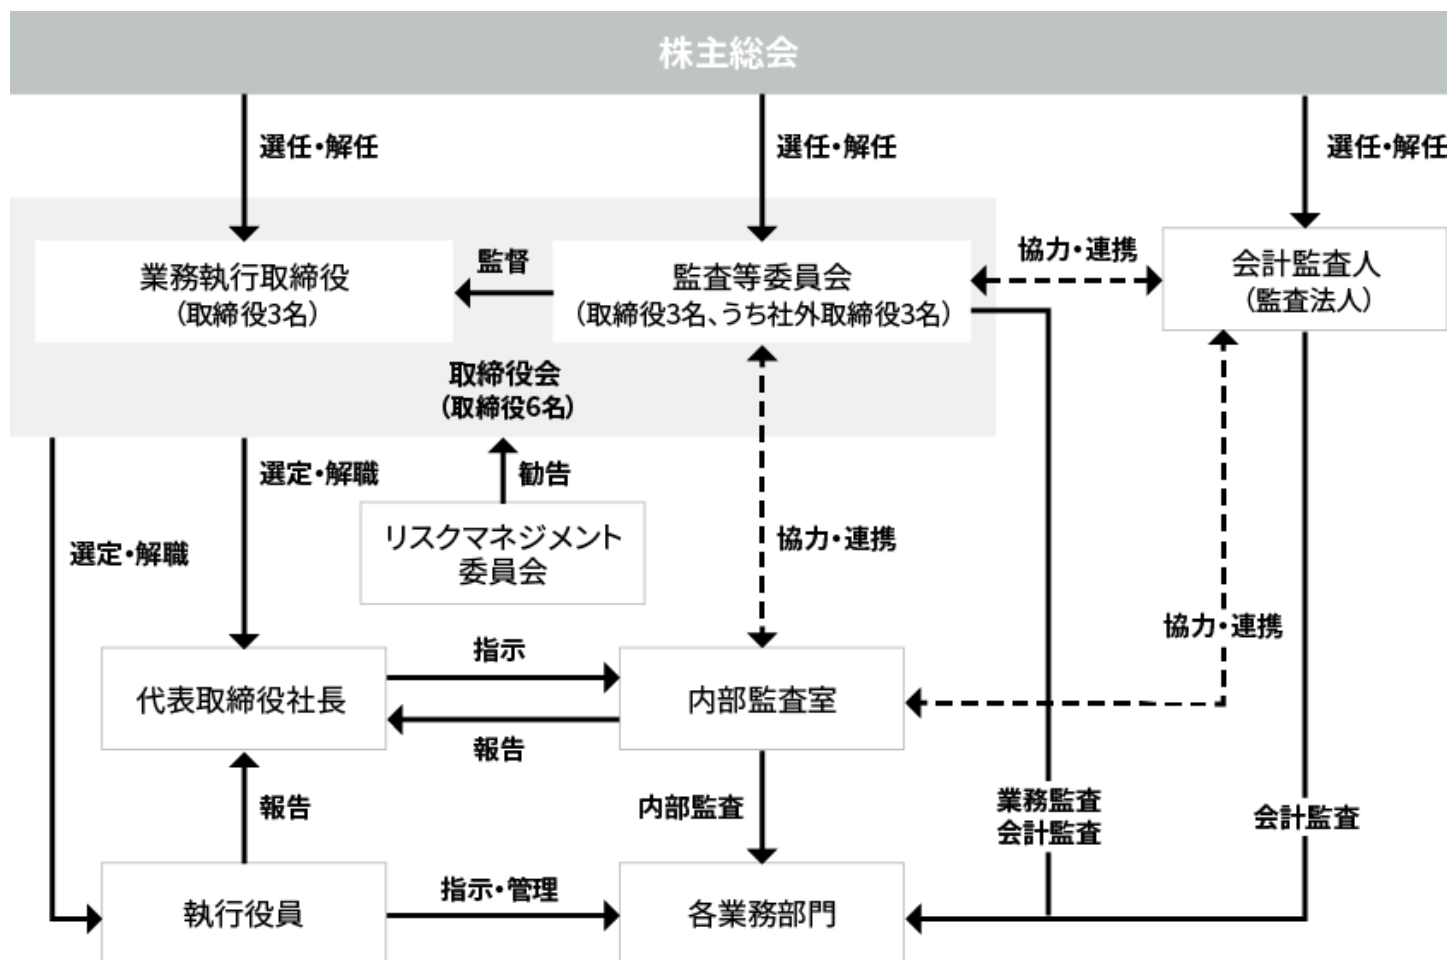 株主総会
選任・解任
選任・解任
選任・解任
業務執行取締役
（取締役3名）
監督
監査等委員会
（取締役3名、うち社外取締役3名）
協力・連携
会計監査人
（監査法人）
取締役会
（取締役6名）
選定・解職
勧告
選定・解職
リスクマネジメント
委員会
協力・連携
協力・連携
代表取締役社長
指示
報告
内部監査室
報告
内部監査
業務監査
会計監査
会計監査
執行役員
指示・管理
各業務部門